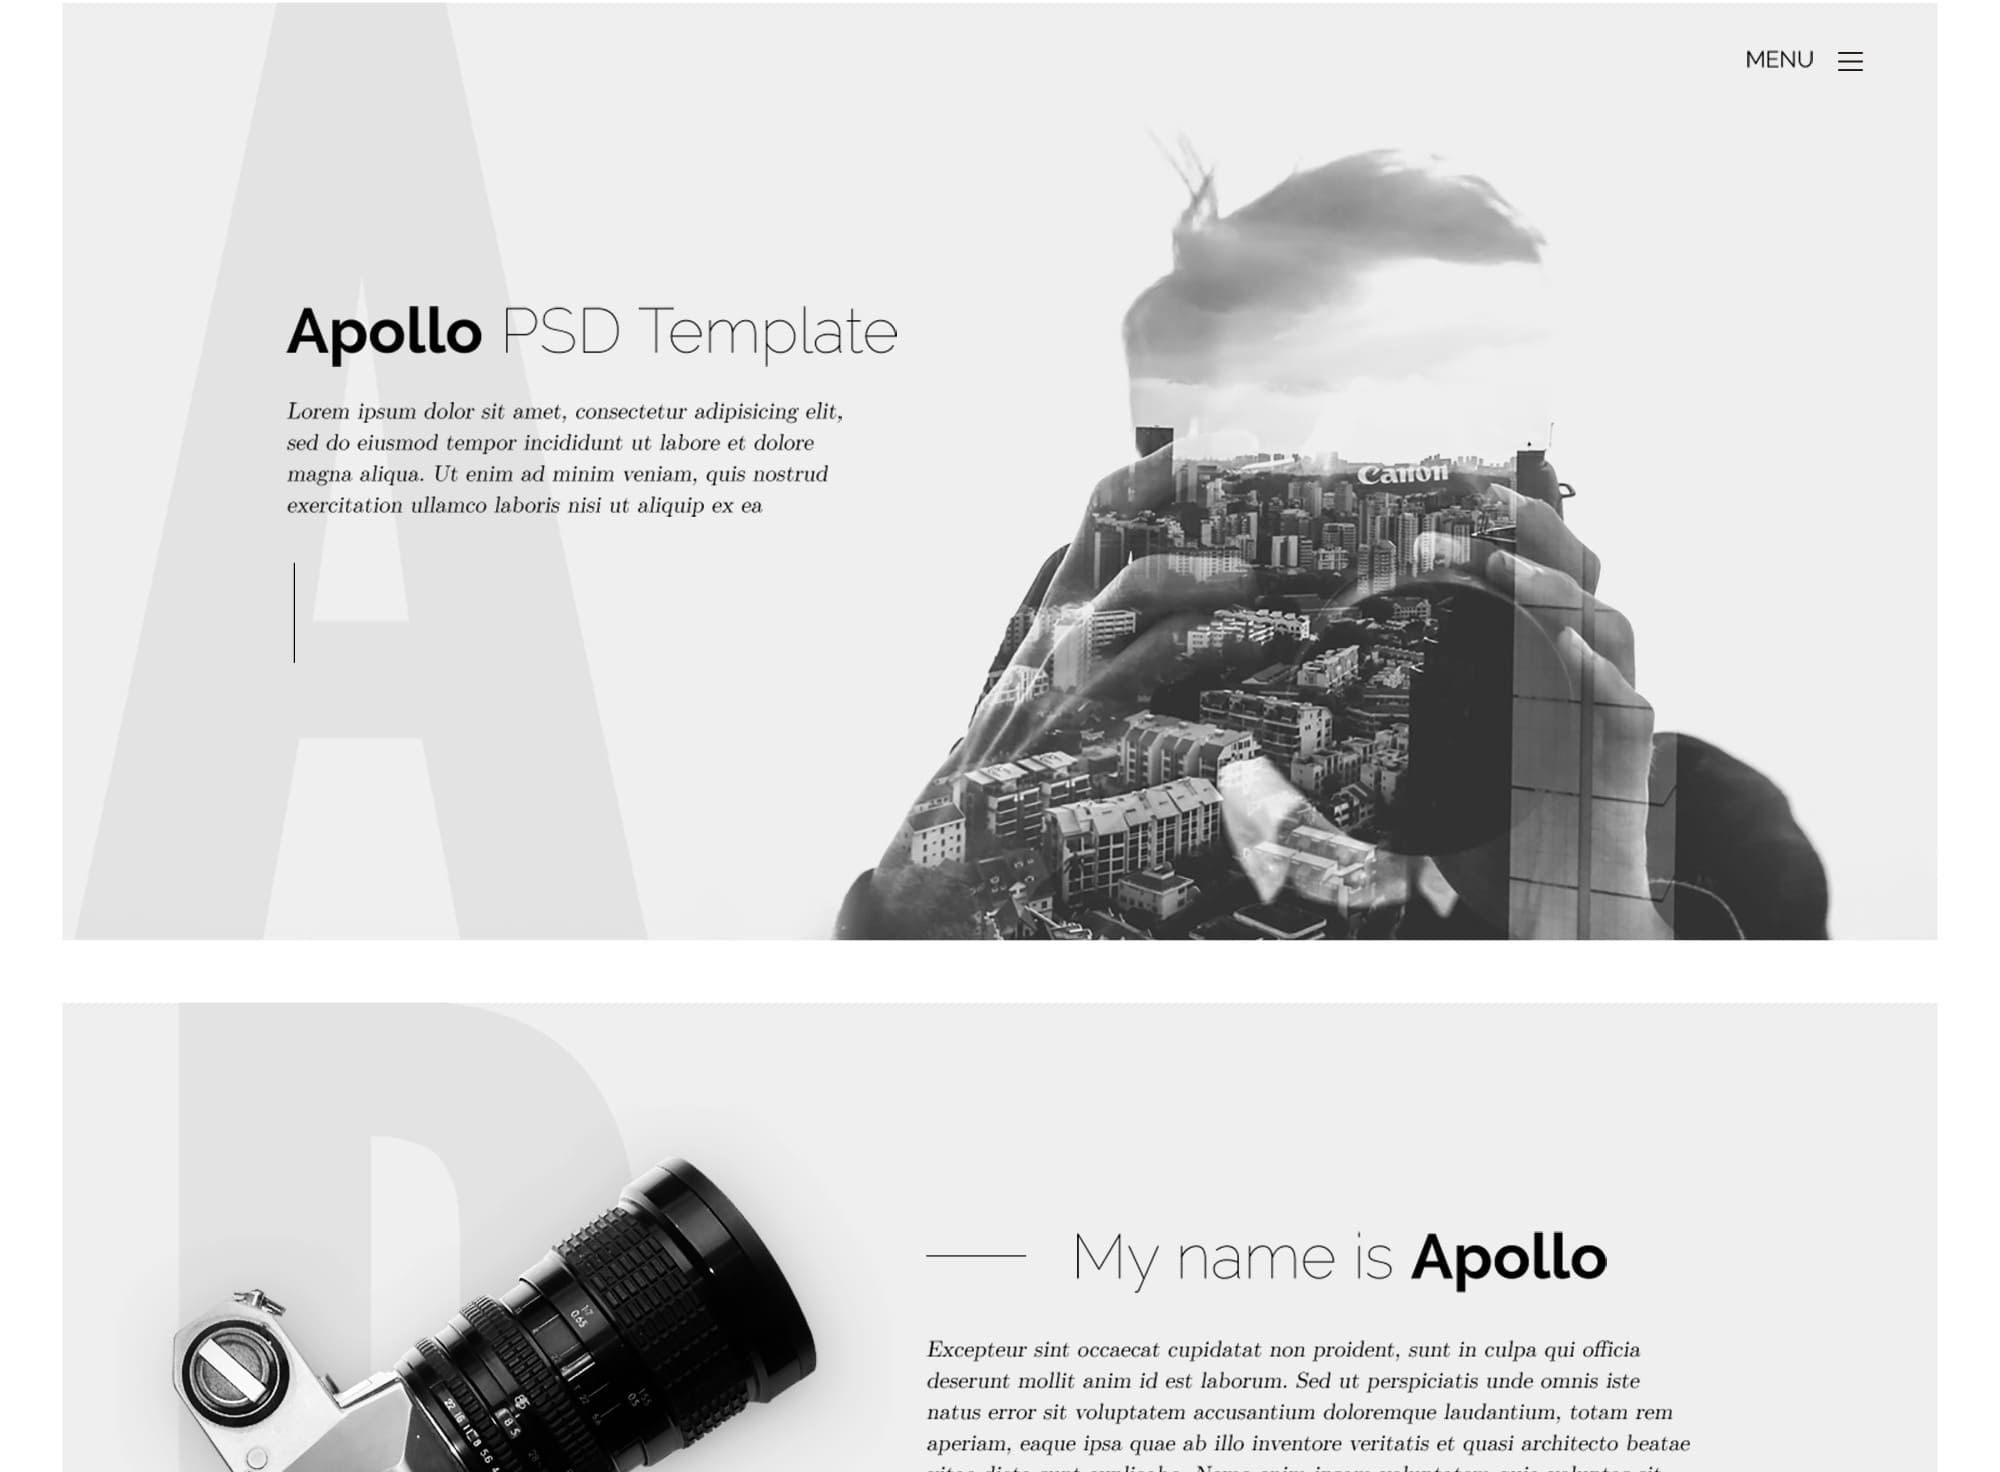 MENU
A
Apollo PSD Template
Lorem ipsum dolor sit amet, consectetur adipisicing elit,
sed do eiusmod tempor incididunt ut labore et dolore
magna aliqua. Ut enim ad minim veniam, quis nostrud
exercitation ullamco laboris nisi ut aliquip ex ea
Canon
My name is Apollo
Excepteur sint occaecat cupidatat non proident, sunt in culpa qui officia
deserunt mollit anim id est laborum. Sed ut perspiciatis unde omnis iste
natus error sit voluptatem accusantium doloremque laudantium, totam rem
aperiam, eaque ipsa quae ab illo inventore veritatis et quasi architecto beatae